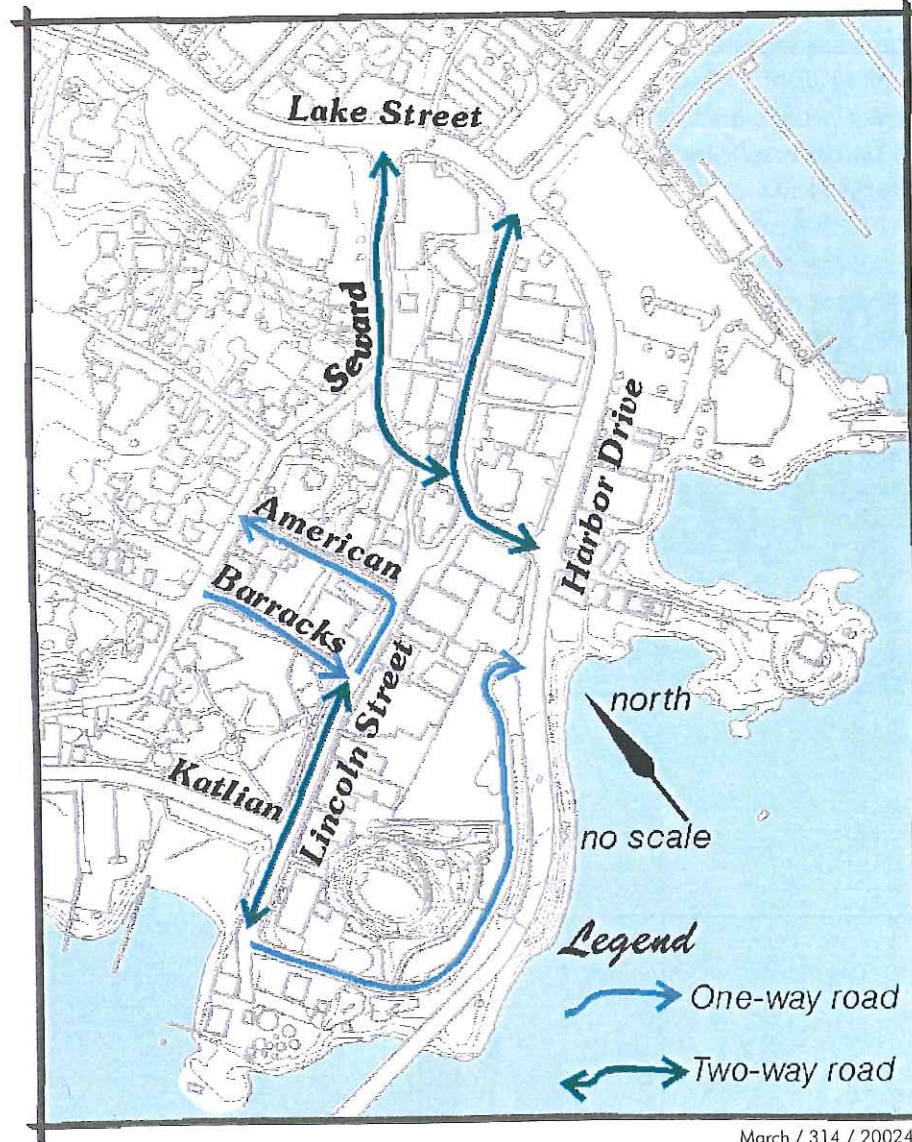 Lake Street
Seward
Harbor Drive
American
Barracks
Lincoln Street
Katlian
north
no scale
Legend
One-way road
Two-way road
March / 314 / 20024